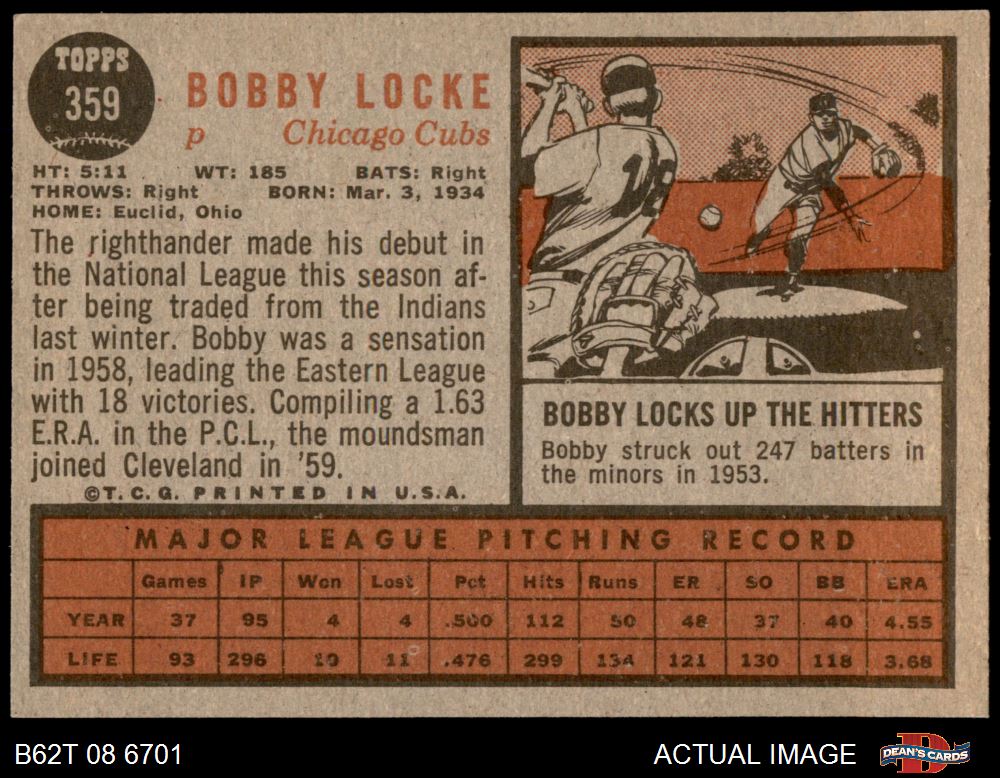 TOPPS
359
BOBBY LOCKE
p Chicago Cubs
HT: 5:11 WT: 185 BATS: Right
THROWS: Right BORN: Mar. 3, 1934
HOME: Euclid, Ohio
The righthander made his debut in
the National League this season af-
ter being traded from the Indians
last winter. Bobby was a sensation
in 1958, leading the Eastern League
with 18 victories. Compiling a 1.63
E.R.A. in the P.C.L., the moundsman
joined Cleveland in '59.
©T.C.G. PRINTED IN U.S.A.
18
BOBBY LOCKS UP THE HITTERS
Bobby struck out 247 batters in
the minors in 1953.
MAJOR LEAGUE PITCHING RECORD
Games IP Won Lost Pct Hits Runs ER SO BB ERA
YEAR 37 95 4 4 .500 112 50 48 37 40 4.55
LIFE 93 296 10 11 .476 299 134 121 130 118 3.68
B62T 08 6701 ACTUAL IMAGE DEAN'S CARDS